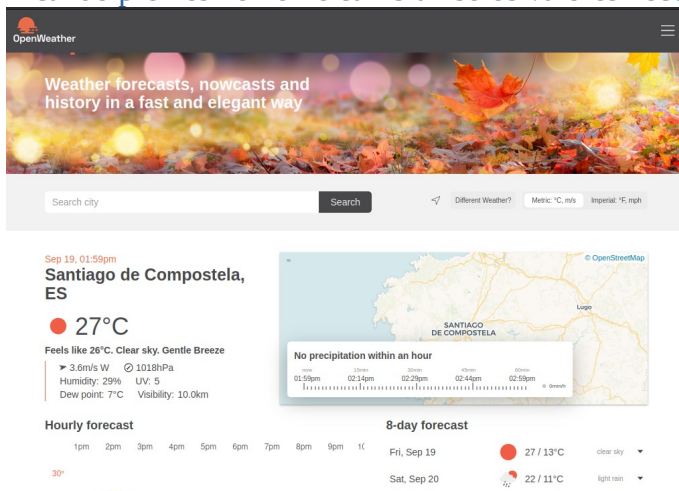 OpenWeather
Weather forecasts, nowcasts and
history in a fast and elegant way
Search city
Search
Different Weather?
Metric: °C, m/s
Imperial: °F, mph
Sep 19, 01:59pm
Santiago de Compostela,
ES
27°C
Feels like 26°C. Clear sky. Gentle Breeze
3.6m/s W 1018hPa
Humidity: 29% UV: 5
Dew point: 7°C Visibility: 10.0km
© OpenStreetMap
Lugo
SANTIAGO
DE COMPOSTELA
No precipitation within an hour
now 15min 30min 45min 60min
01:59pm 02:14pm 02:29pm 02:44pm 02:59pm
0mm/h
Hourly forecast
1pm 2pm 3pm 4pm 5pm 6pm 7pm 8pm 9pm
30°
8-day forecast
Fri, Sep 19 27 / 13°C clear sky
Sat, Sep 20 22 / 11°C light rain